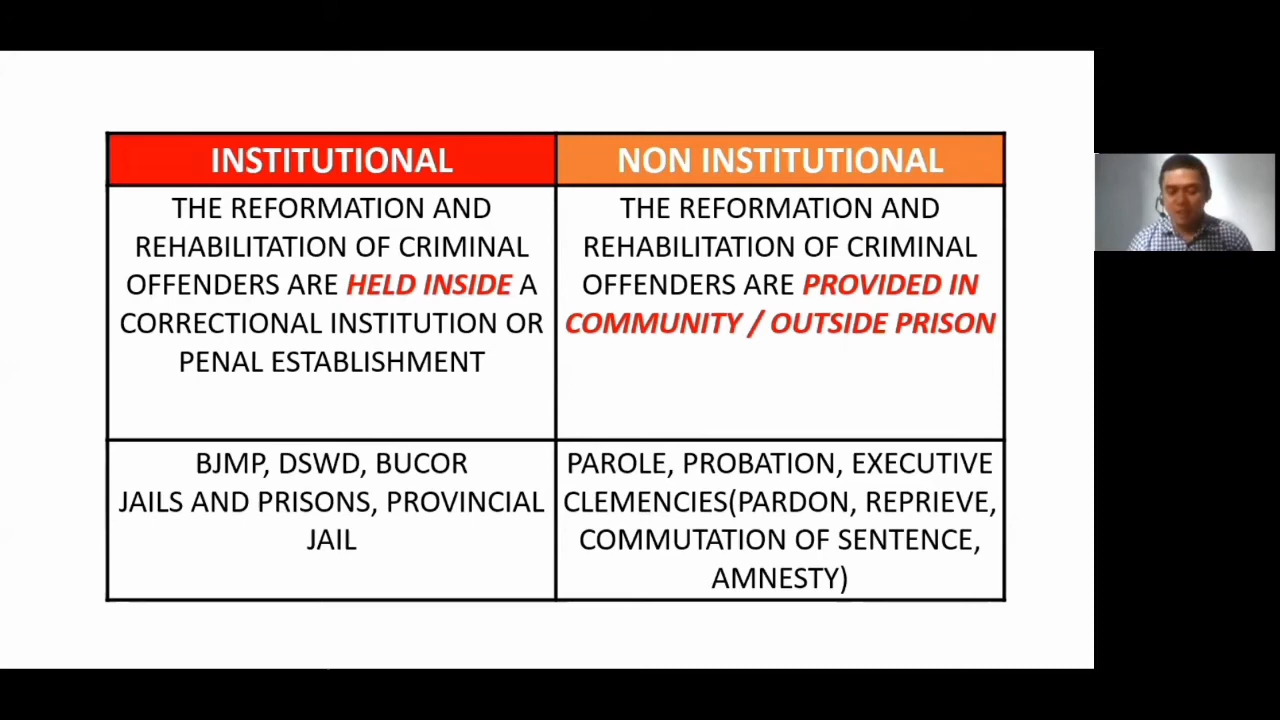 INSTITUTIONAL
NON INSTITUTIONAL
THE REFORMATION AND
REHABILITATION OF CRIMINAL
OFFENDERS ARE HELD INSIDE A
CORRECTIONAL INSTITUTION OR
PENAL ESTABLISHMENT
THE REFORMATION AND
REHABILITATION OF CRIMINAL
OFFENDERS ARE PROVIDED IN
COMMUNITY / OUTSIDE PRISON
BJMP, DSWD, BUCOR
JAILS AND PRISONS, PROVINCIAL
JAIL
PAROLE, PROBATION, EXECUTIVE
CLEMENCIES(PARDON, REPRIEVE,
COMMUTATION OF SENTENCE,
AMNESTY)